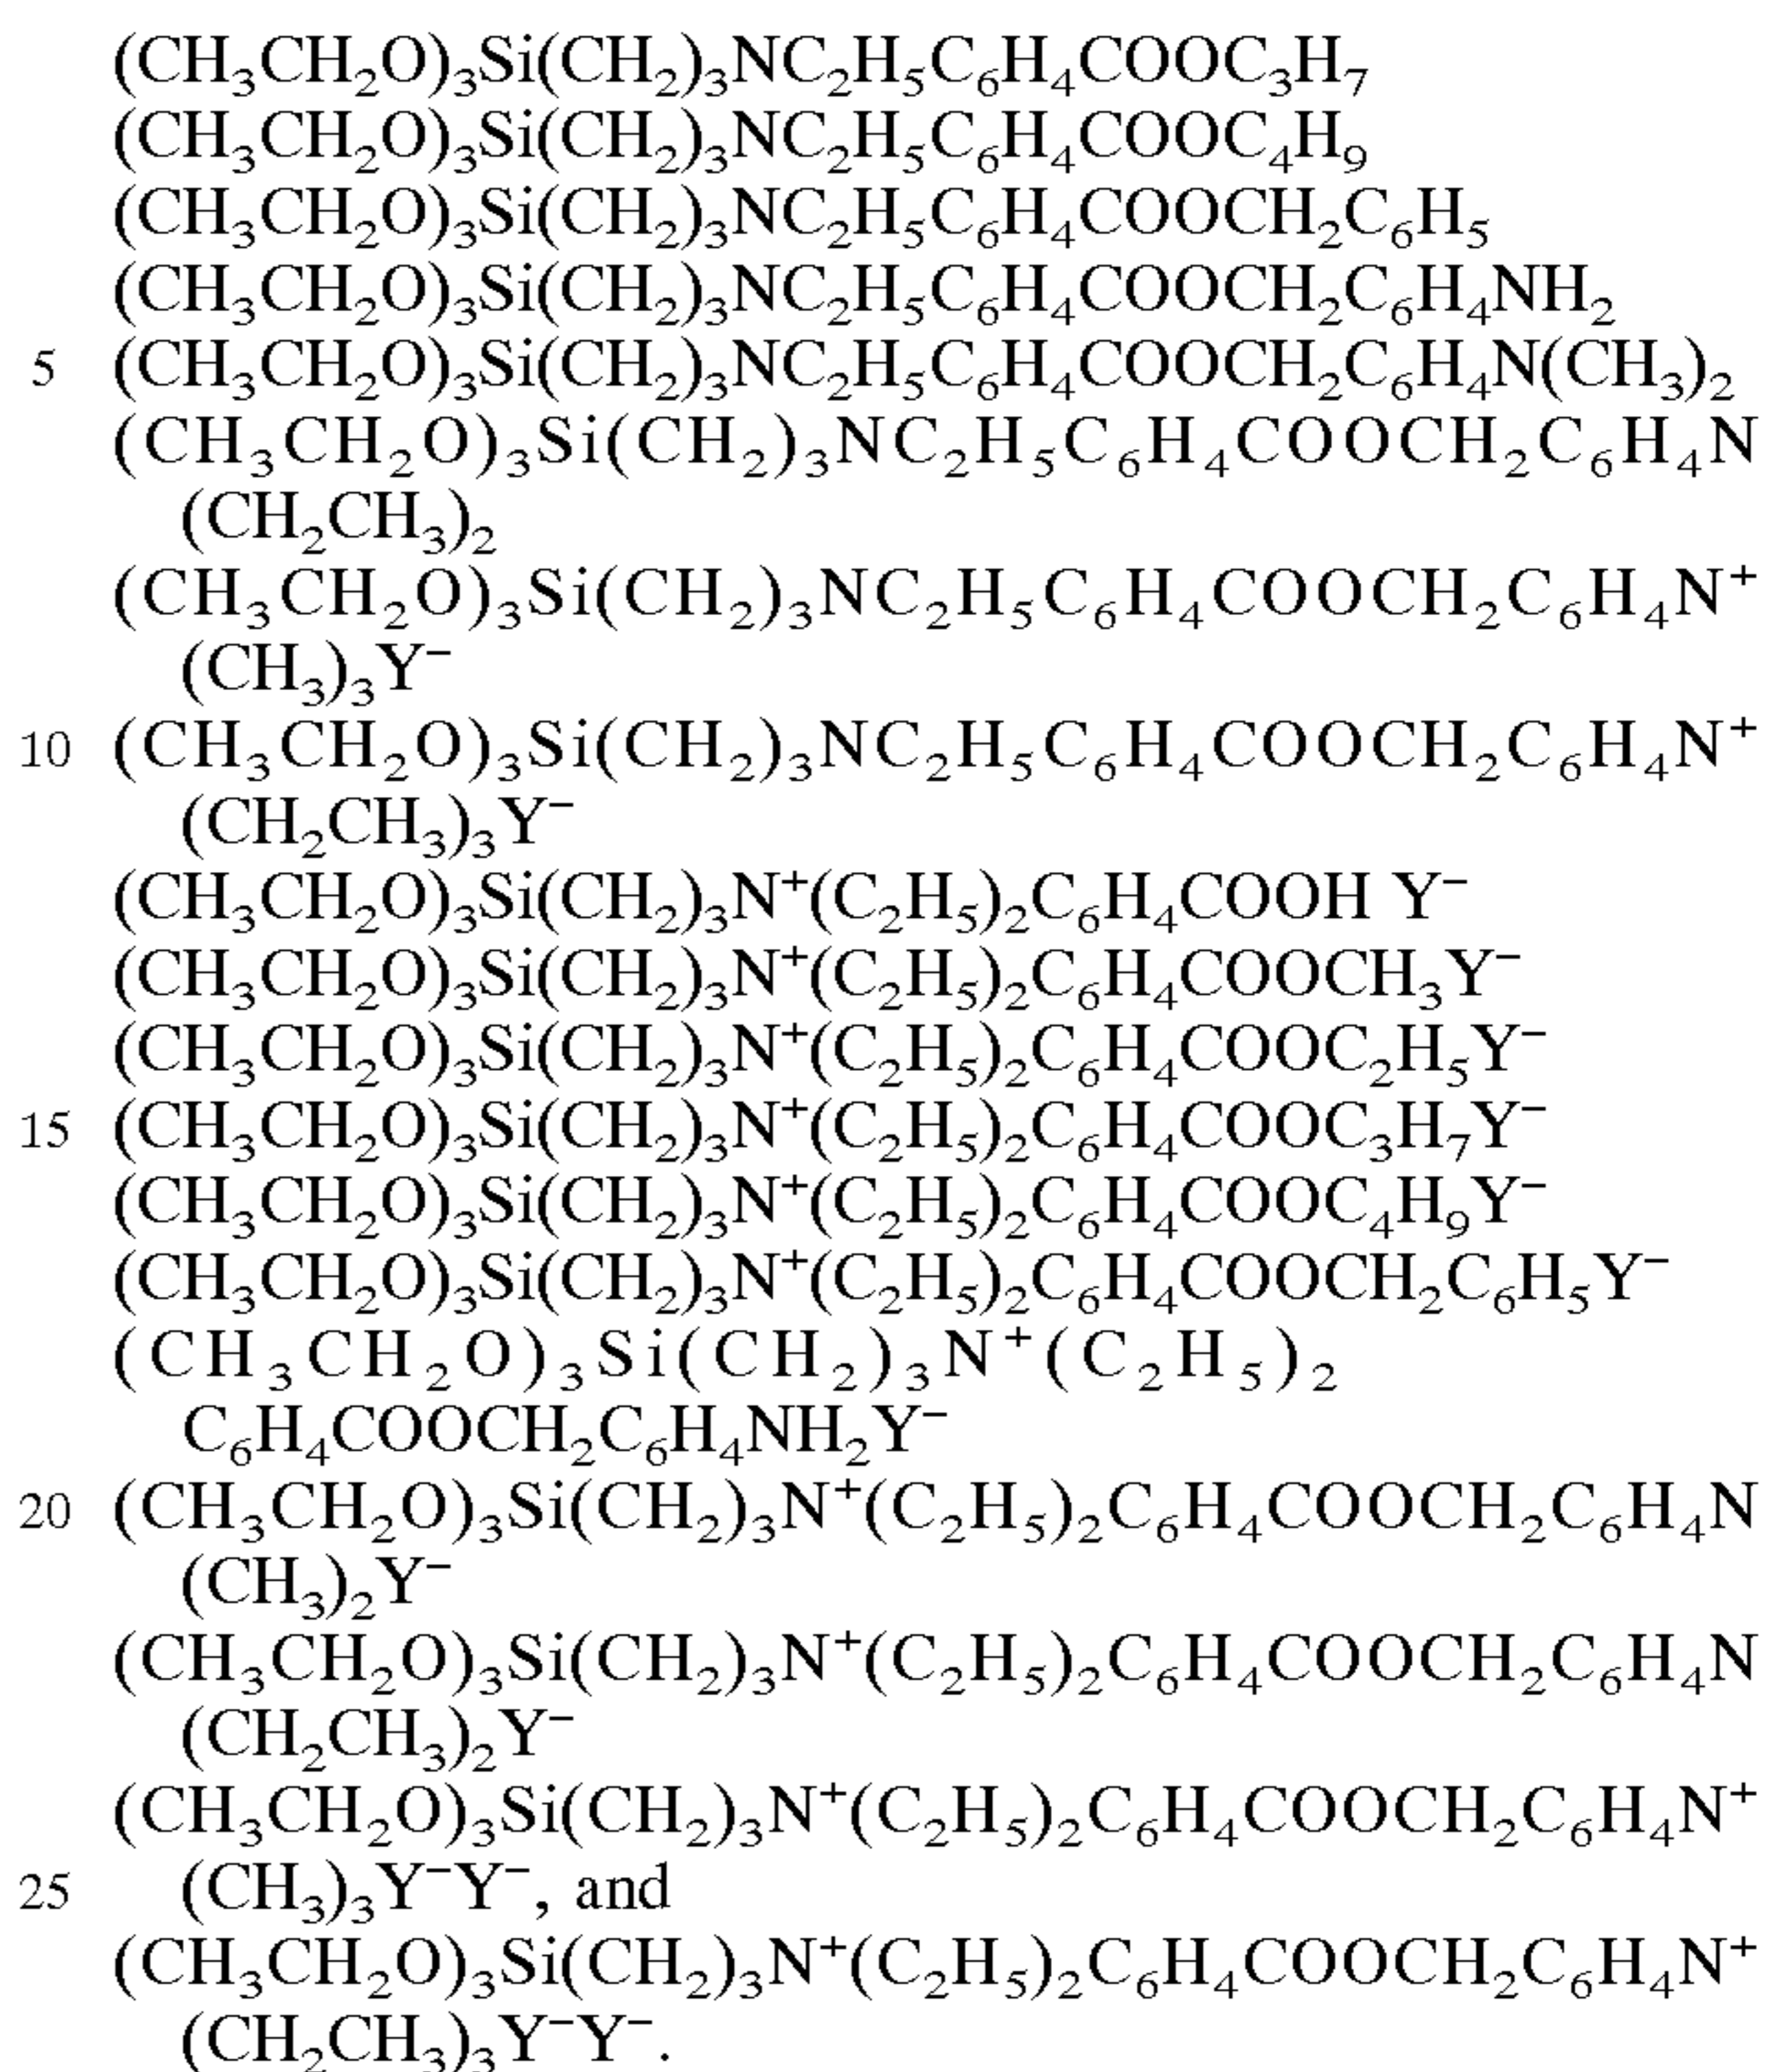 (CH₃CH₂O)₃Si(CH₂)₃NC₂H₅C₆H₄COOC₃H₇
(CH₃CH₂O)₃Si(CH₂)₃NC₂H₅C₆H₄COOC₄H₉
(CH₃CH₂O)₃Si(CH₂)₃NC₂H₅C₆H₄COOCH₂C₆H₅
(CH₃CH₂O)₃Si(CH₂)₃NC₂H₅C₆H₄COOCH₂C₆H₄NH₂
5 (CH₃CH₂O)₃Si(CH₂)₃NC₂H₅C₆H₄COOCH₂C₆H₄N(CH₃)₂
(CH₃CH₂O)₃Si(CH₂)₃NC₂H₅C₆H₄COOCH₂C₆H₄N
(CH₂CH₃)₂
(CH₃CH₂O)₃Si(CH₂)₃NC₂H₅C₆H₄COOCH₂C₆H₄N⁺
(CH₃)₃Y⁻
10 (CH₃CH₂O)₃Si(CH₂)₃NC₂H₅C₆H₄COOCH₂C₆H₄N⁺
(CH₂CH₃)₃Y⁻
(CH₃CH₂O)₃Si(CH₂)₃N⁺(C₂H₅)₂C₆H₄COOH Y⁻
(CH₃CH₂O)₃Si(CH₂)₃N⁺(C₂H₅)₂C₆H₄COOCH₃Y⁻
(CH₃CH₂O)₃Si(CH₂)₃N⁺(C₂H₅)₂C₆H₄COOC₂H₅Y⁻
15 (CH₃CH₂O)₃Si(CH₂)₃N⁺(C₂H₅)₂C₆H₄COOC₃H₇Y⁻
(CH₃CH₂O)₃Si(CH₂)₃N⁺(C₂H₅)₂C₆H₄COOC₄H₉Y⁻
(CH₃CH₂O)₃Si(CH₂)₃N⁺(C₂H₅)₂C₆H₄COOCH₂C₆H₅Y⁻
(CH₃CH₂O)₃Si(CH₂)₃N⁺(C₂H₅)₂
C₆H₄COOCH₂C₆H₄NH₂Y⁻
20 (CH₃CH₂O)₃Si(CH₂)₃N⁺(C₂H₅)₂C₆H₄COOCH₂C₆H₄N
(CH₃)₂Y⁻
(CH₃CH₂O)₃Si(CH₂)₃N⁺(C₂H₅)₂C₆H₄COOCH₂C₆H₄N
(CH₂CH₃)₂Y⁻
(CH₃CH₂O)₃Si(CH₂)₃N⁺(C₂H₅)₂C₆H₄COOCH₂C₆H₄N⁺
25 (CH₃)₃Y⁻Y⁻, and
(CH₃CH₂O)₃Si(CH₂)₃N⁺(C₂H₅)₂C₆H₄COOCH₂C₆H₄N⁺
(CH₂CH₃)₃Y⁻Y⁻.